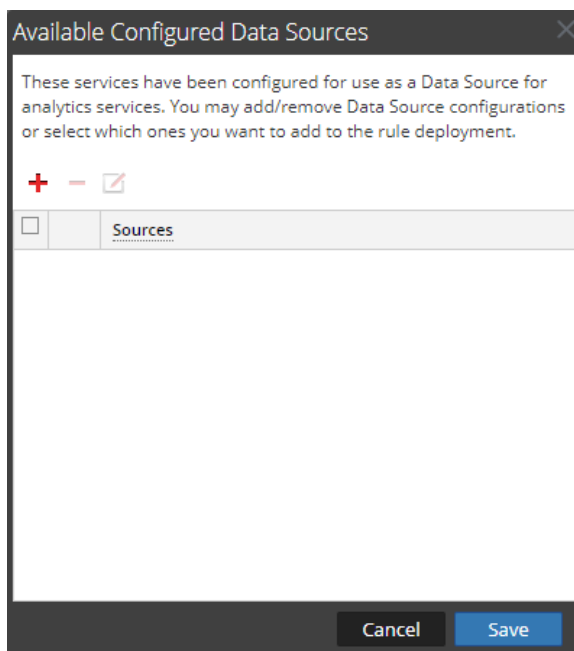 Available Configured Data Sources
These services have been configured for use as a Data Source for
analytics services. You may add/remove Data Source configurations
or select which ones you want to add to the rule deployment.
Sources
Cancel Save